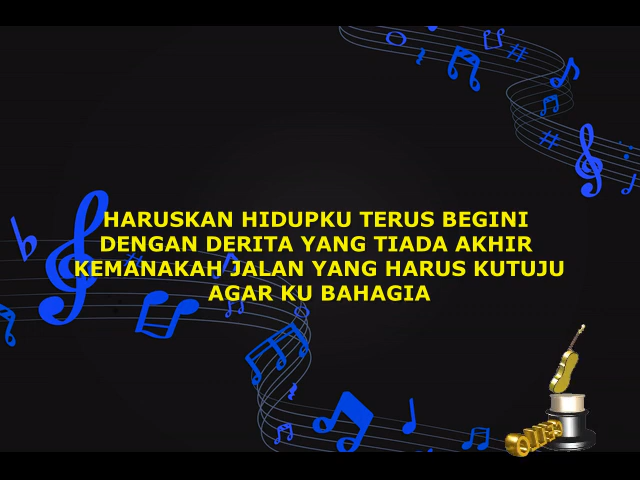 HARUSKAN HIDUPKU TERUS BEGINI
DENGAN DERITA YANG TIADA AKHIR
KEMANAKAH JALAN YANG HARUS KUTUJU
AGAR KU BAHAGIA